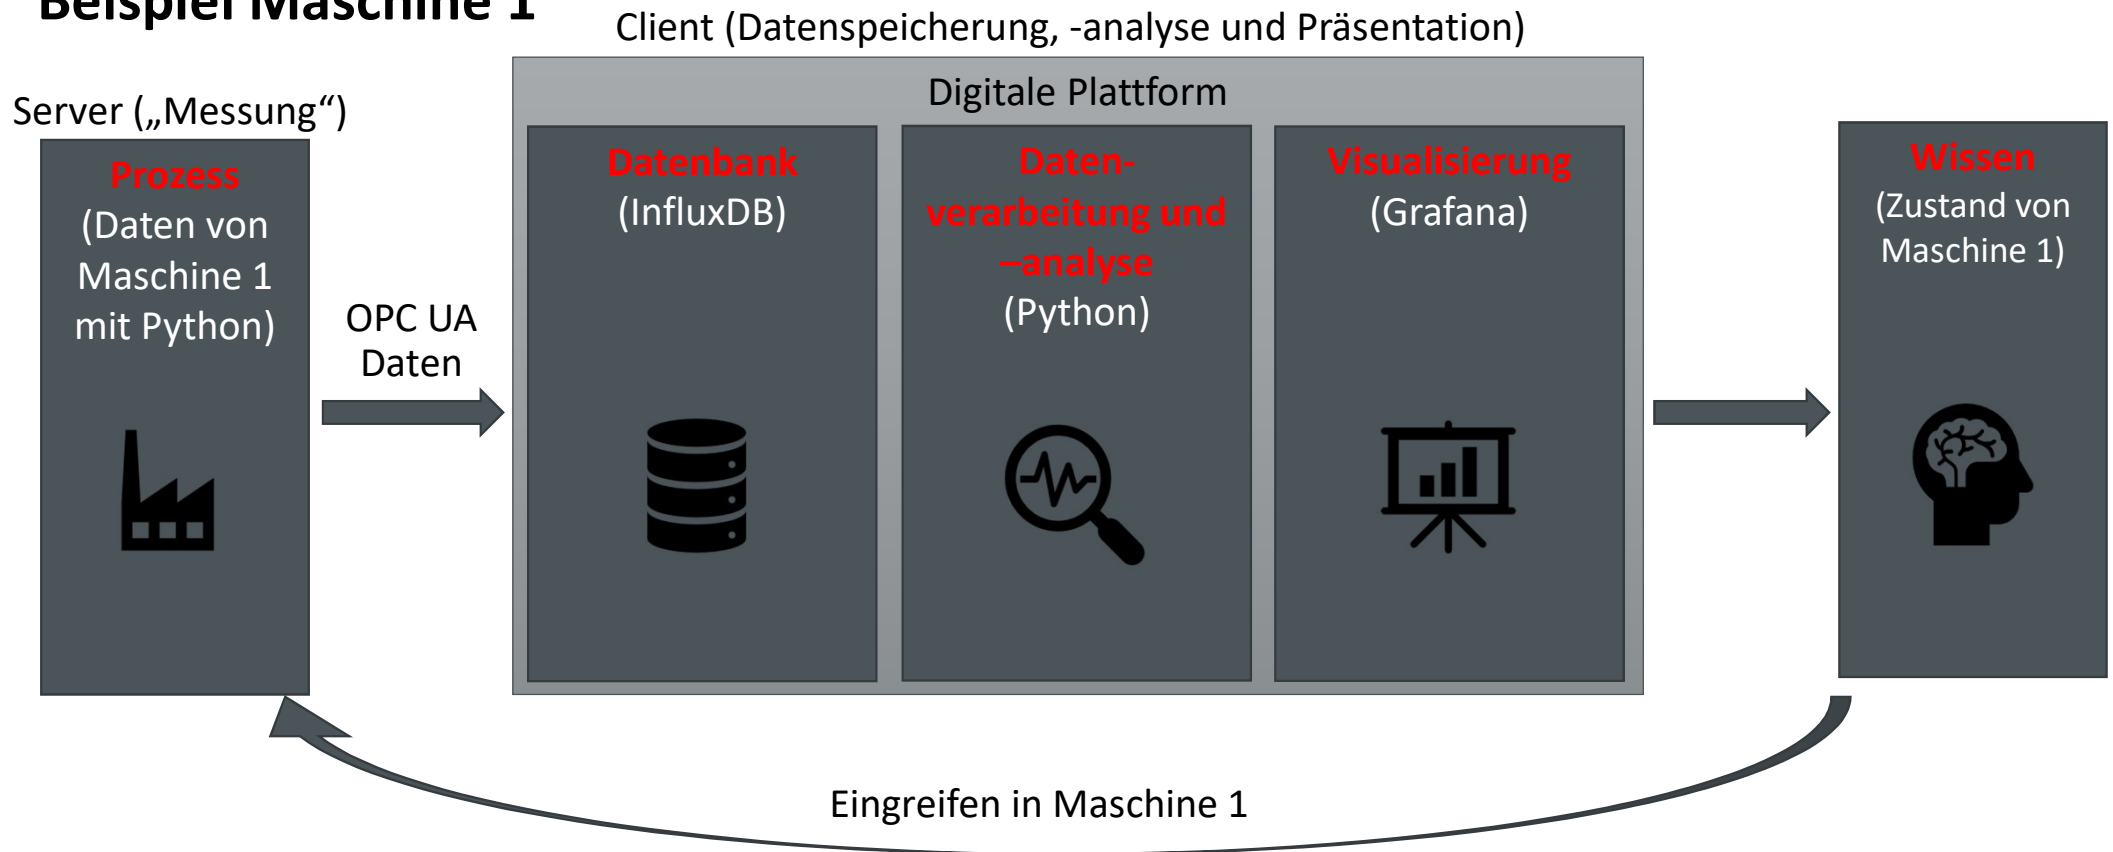 Beispiel Maschine 1
Client (Datenspeicherung, -analyse und Präsentation)
Server („Messung“)
Prozess
(Daten von
Maschine 1
mit Python)
OPC UA
Daten
Digitale Plattform
Datenbank
(InfluxDB)
Daten-
verarbeitung und
–analyse
(Python)
Visualisierung
(Grafana)
Wissen
(Zustand von
Maschine 1)
Eingreifen in Maschine 1